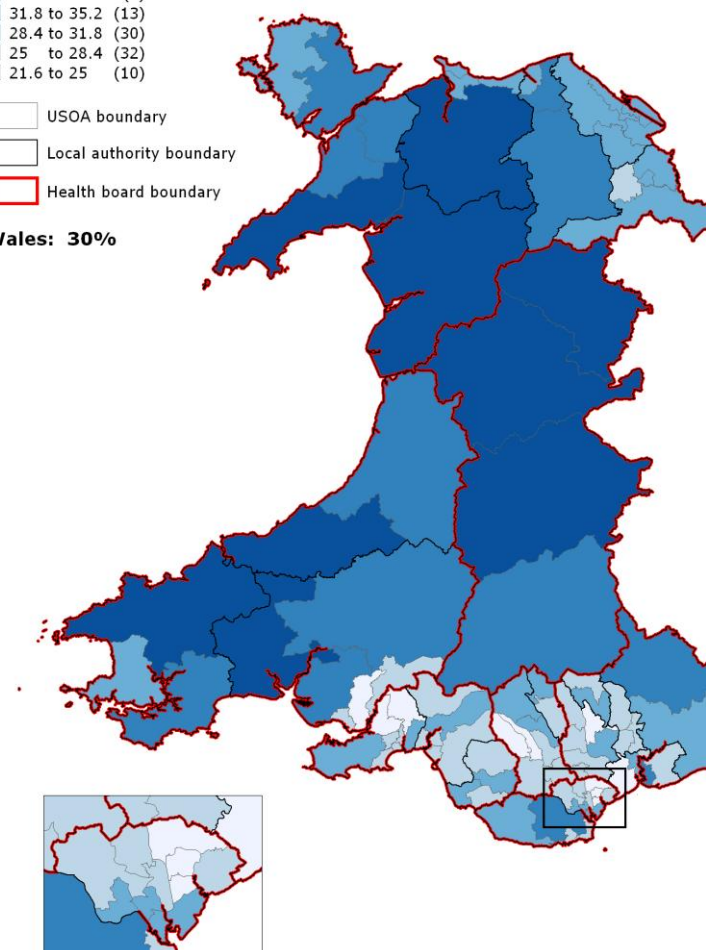 31.8 to 35.2 (13)
28.4 to 31.8 (30)
25 to 28.4 (32)
21.6 to 25 (10)
USOA boundary
Local authority boundary
Health board boundary
Wales: 30%